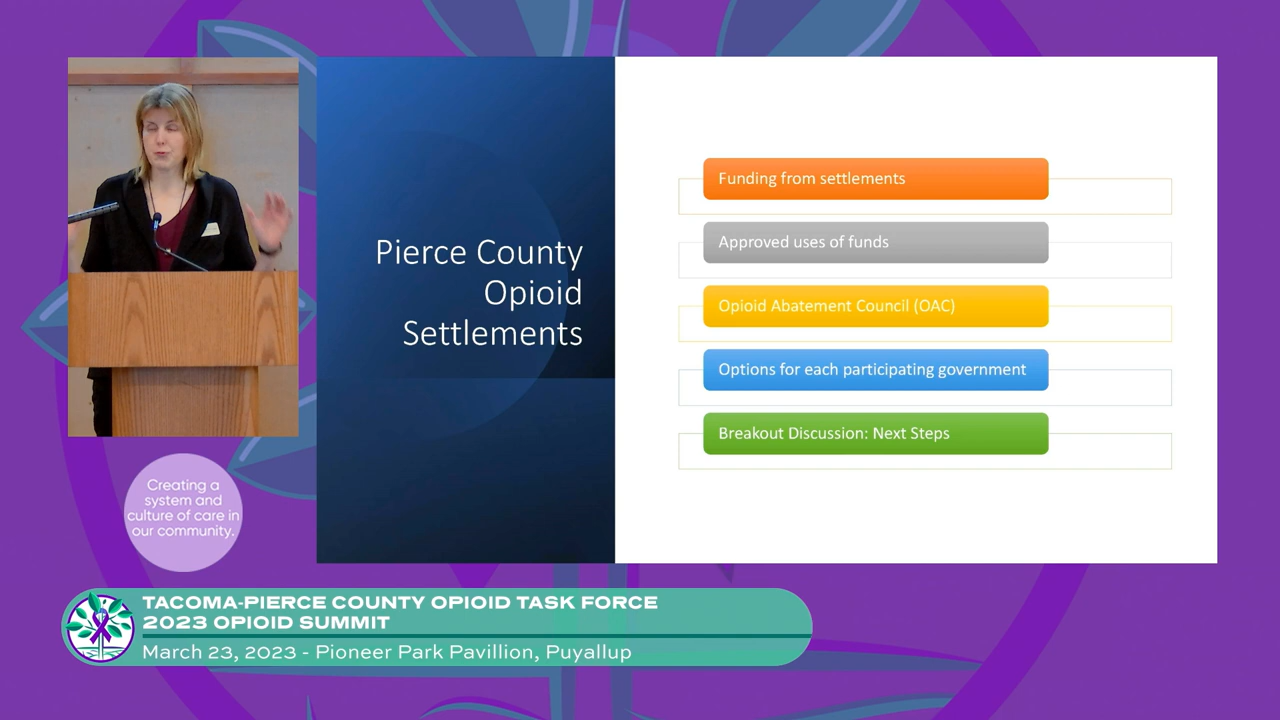 Pierce County
Opioid
Settlements
Funding from settlements
Approved uses of funds
Opioid Abatement Council (OAC)
Options for each participating government
Breakout Discussion: Next Steps
Creating a
system and
culture of care in
our community.
TACOMA-PIERCE COUNTY OPIOID TASK FORCE
2023 OPIOID SUMMIT
March 23, 2023 - Pioneer Park Pavillion, Puyallup